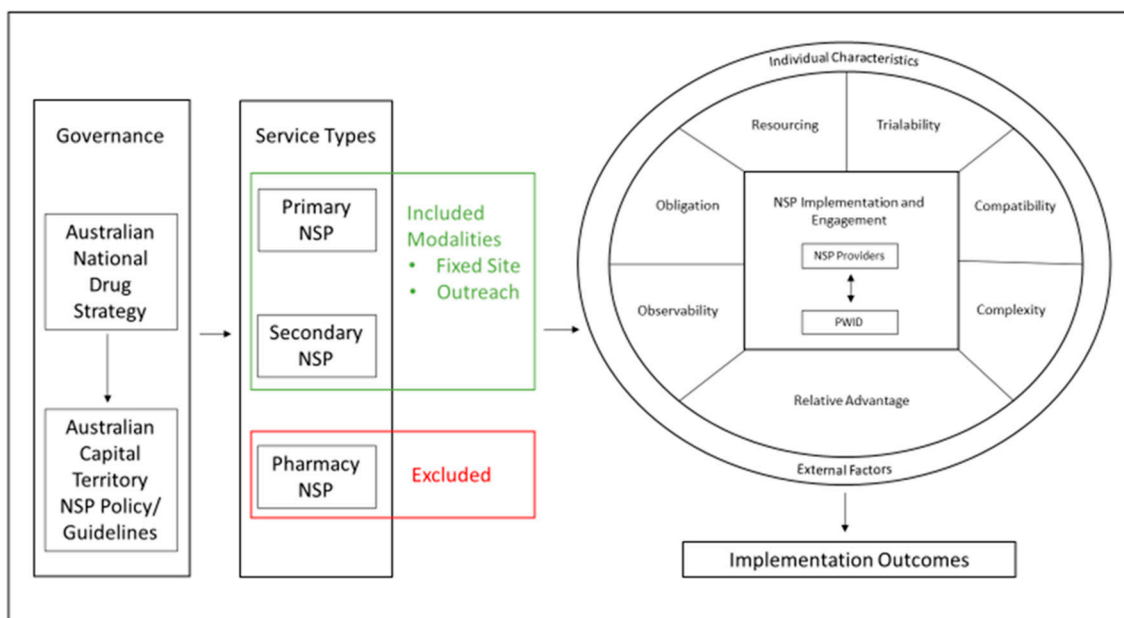 Governance
Australian
National
Drug
Strategy
Australian
Capital
Territory
NSP Policy/
Guidelines
Service Types
Primary
NSP
Secondary
NSP
Pharmacy
NSP
Included
Modalities
• Fixed Site
• Outreach
Excluded
Individual Characteristics
Resourcing
Trialability
Obligation
Compatibility
Observability
Complexity
Relative Advantage
NSP Implementation and
Engagement
NSP Providers
PWID
External Factors
Implementation Outcomes